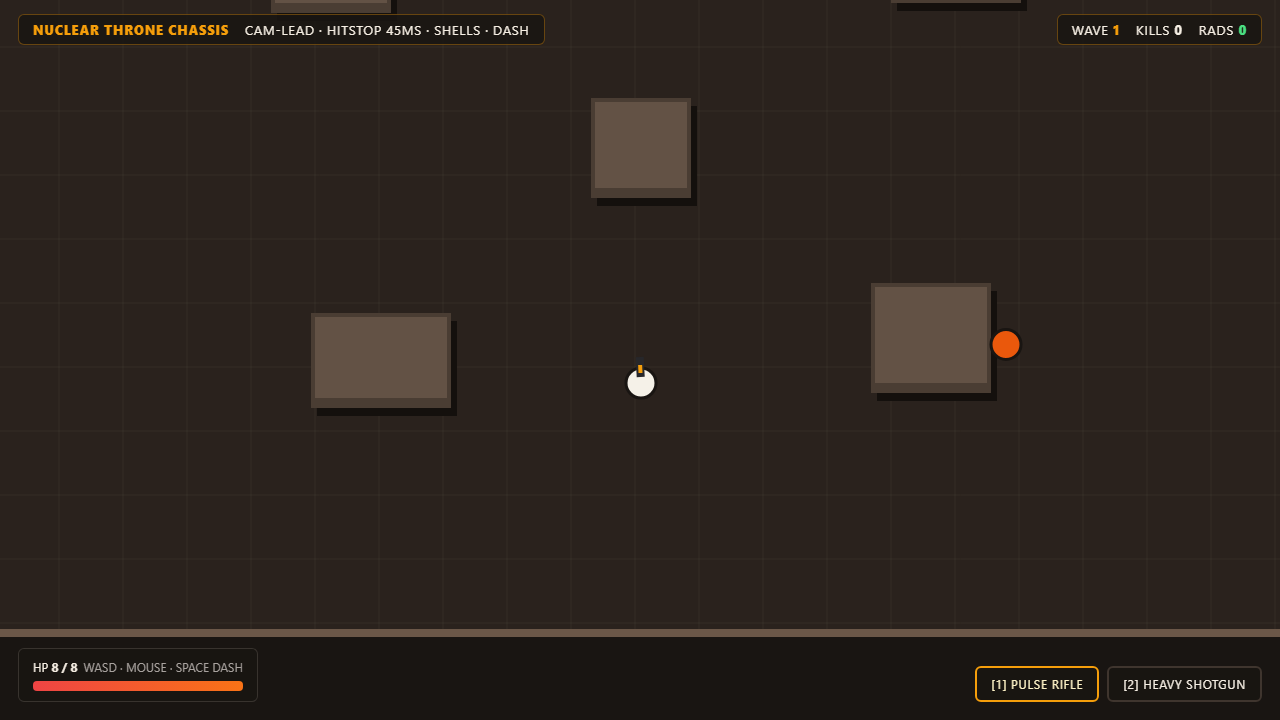 NUCLEAR THRONE CHASSIS CAM-LEAD · HITSTOP 45MS · SHELLS · DASH
WAVE 1 KILLS 0 RADS 0
HP 8 / 8 WASD · MOUSE · SPACE DASH
[1] PULSE RIFLE
[2] HEAVY SHOTGUN